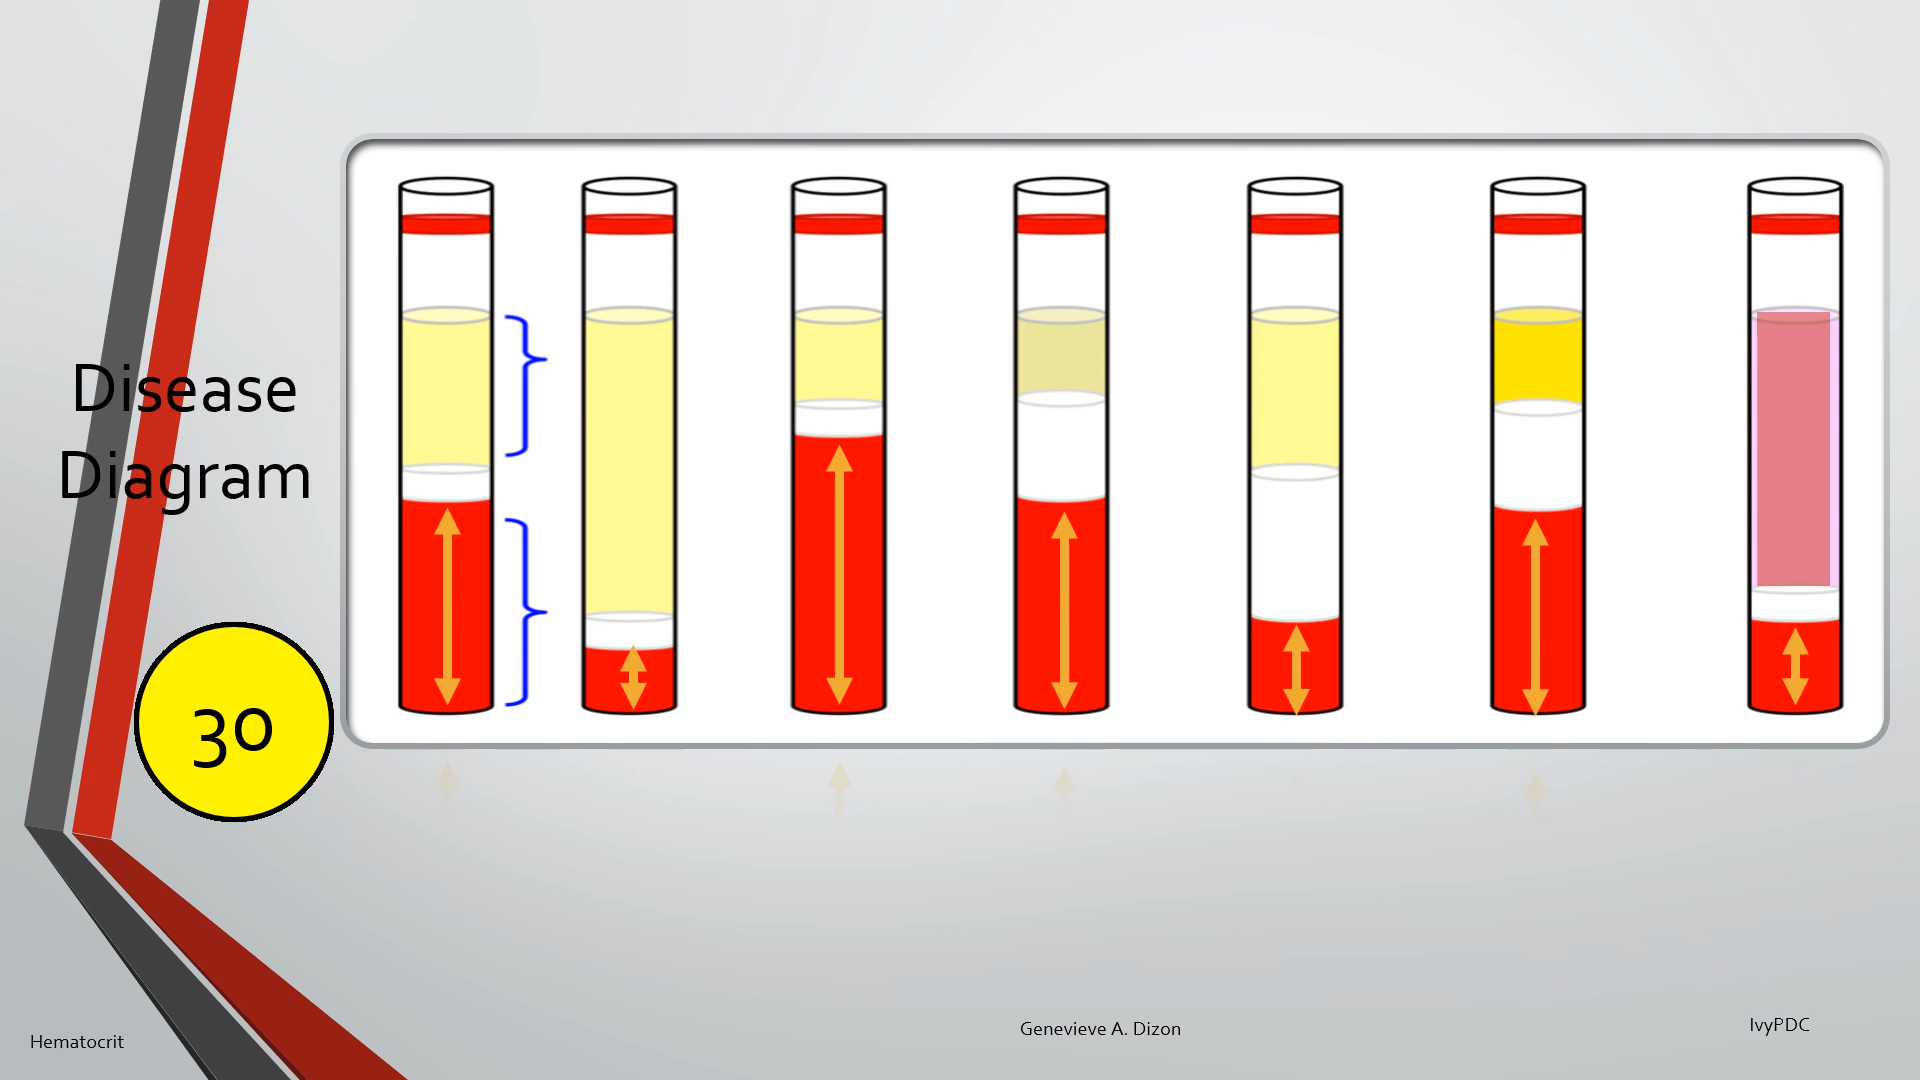 Disease
Diagram
30
Hematocrit
Genevieve A. Dizon
IvyPDC